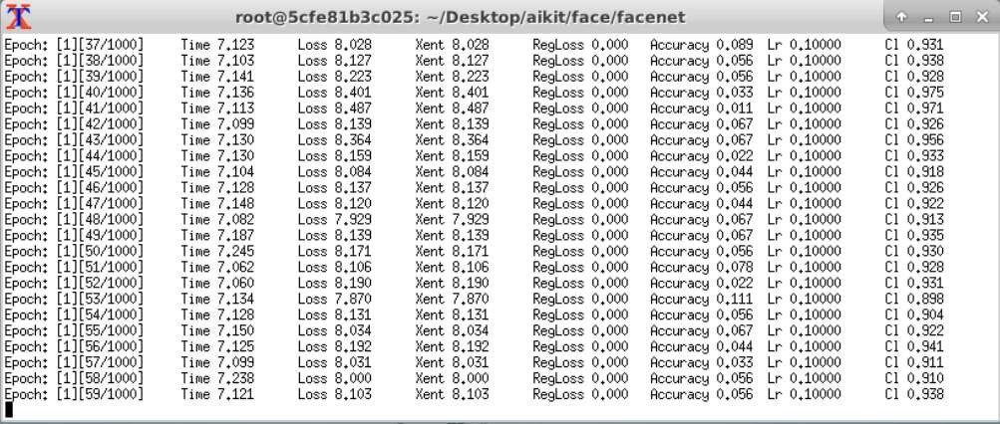 root@5cfe81b3c025: ~/Desktop/aikit/face/facenet
Epoch: [1][37/1000] Time 7.123 Loss 8.028 Xent 8.028 RegLoss 0.000 Accuracy 0.089 Lr 0.10000 Cl 0.931
Epoch: [1][38/1000] Time 7.103 Loss 8.127 Xent 8.127 RegLoss 0.000 Accuracy 0.056 Lr 0.10000 Cl 0.938
Epoch: [1][39/1000] Time 7.141 Loss 8.223 Xent 8.223 RegLoss 0.000 Accuracy 0.056 Lr 0.10000 Cl 0.928
Epoch: [1][40/1000] Time 7.136 Loss 8.401 Xent 8.401 RegLoss 0.000 Accuracy 0.033 Lr 0.10000 Cl 0.975
Epoch: [1][41/1000] Time 7.113 Loss 8.487 Xent 8.487 RegLoss 0.000 Accuracy 0.011 Lr 0.10000 Cl 0.971
Epoch: [1][42/1000] Time 7.099 Loss 8.139 Xent 8.139 RegLoss 0.000 Accuracy 0.067 Lr 0.10000 Cl 0.926
Epoch: [1][43/1000] Time 7.130 Loss 8.364 Xent 8.364 RegLoss 0.000 Accuracy 0.067 Lr 0.10000 Cl 0.956
Epoch: [1][44/1000] Time 7.130 Loss 8.159 Xent 8.159 RegLoss 0.000 Accuracy 0.022 Lr 0.10000 Cl 0.933
Epoch: [1][45/1000] Time 7.104 Loss 8.084 Xent 8.084 RegLoss 0.000 Accuracy 0.044 Lr 0.10000 Cl 0.918
Epoch: [1][46/1000] Time 7.128 Loss 8.137 Xent 8.137 RegLoss 0.000 Accuracy 0.056 Lr 0.10000 Cl 0.926
Epoch: [1][47/1000] Time 7.148 Loss 8.120 Xent 8.120 RegLoss 0.000 Accuracy 0.044 Lr 0.10000 Cl 0.922
Epoch: [1][48/1000] Time 7.082 Loss 7.929 Xent 7.929 RegLoss 0.000 Accuracy 0.067 Lr 0.10000 Cl 0.913
Epoch: [1][49/1000] Time 7.187 Loss 8.139 Xent 8.139 RegLoss 0.000 Accuracy 0.067 Lr 0.10000 Cl 0.935
Epoch: [1][50/1000] Time 7.245 Loss 8.171 Xent 8.171 RegLoss 0.000 Accuracy 0.056 Lr 0.10000 Cl 0.930
Epoch: [1][51/1000] Time 7.062 Loss 8.106 Xent 8.106 RegLoss 0.000 Accuracy 0.078 Lr 0.10000 Cl 0.928
Epoch: [1][52/1000] Time 7.060 Loss 8.190 Xent 8.190 RegLoss 0.000 Accuracy 0.022 Lr 0.10000 Cl 0.931
Epoch: [1][53/1000] Time 7.134 Loss 7.870 Xent 7.870 RegLoss 0.000 Accuracy 0.111 Lr 0.10000 Cl 0.898
Epoch: [1][54/1000] Time 7.128 Loss 8.131 Xent 8.131 RegLoss 0.000 Accuracy 0.056 Lr 0.10000 Cl 0.904
Epoch: [1][55/1000] Time 7.150 Loss 8.034 Xent 8.034 RegLoss 0.000 Accuracy 0.067 Lr 0.10000 Cl 0.922
Epoch: [1][56/1000] Time 7.125 Loss 8.192 Xent 8.192 RegLoss 0.000 Accuracy 0.044 Lr 0.10000 Cl 0.941
Epoch: [1][57/1000] Time 7.099 Loss 8.031 Xent 8.031 RegLoss 0.000 Accuracy 0.033 Lr 0.10000 Cl 0.911
Epoch: [1][58/1000] Time 7.238 Loss 8.000 Xent 8.000 RegLoss 0.000 Accuracy 0.056 Lr 0.10000 Cl 0.910
Epoch: [1][59/1000] Time 7.121 Loss 8.103 Xent 8.103 RegLoss 0.000 Accuracy 0.056 Lr 0.10000 Cl 0.938